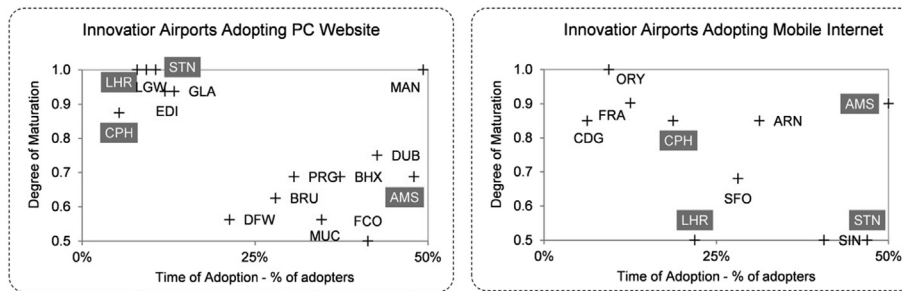 Innovatior Airports Adopting PC Website
1.0
0.9
0.8
0.7
0.6
0.5
Degree of Maturation
LHR
LGW
STN
GLA
EDI
CPH
MAN
DUB
PRG
BHX
AMS
BRU
DFW
MUC
FCO
0%
25%
50%
Time of Adoption - % of adopters
Innovatior Airports Adopting Mobile Internet
1.0
0.9
0.8
0.7
0.6
0.5
Degree of Maturation
ORY
FRA
CDG
CPH
ARN
AMS
SFO
LHR
STN
SIN
0%
25%
50%
Time of Adoption - % of adopters